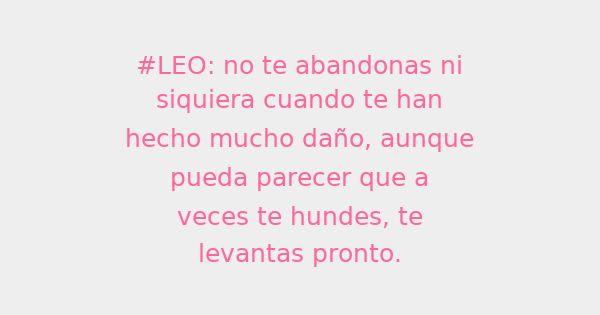 #LEO: no te abandonas ni
siquiera cuando te han
hecho mucho daño, aunque
pueda parecer que a
veces te hundes, te
levantas pronto.